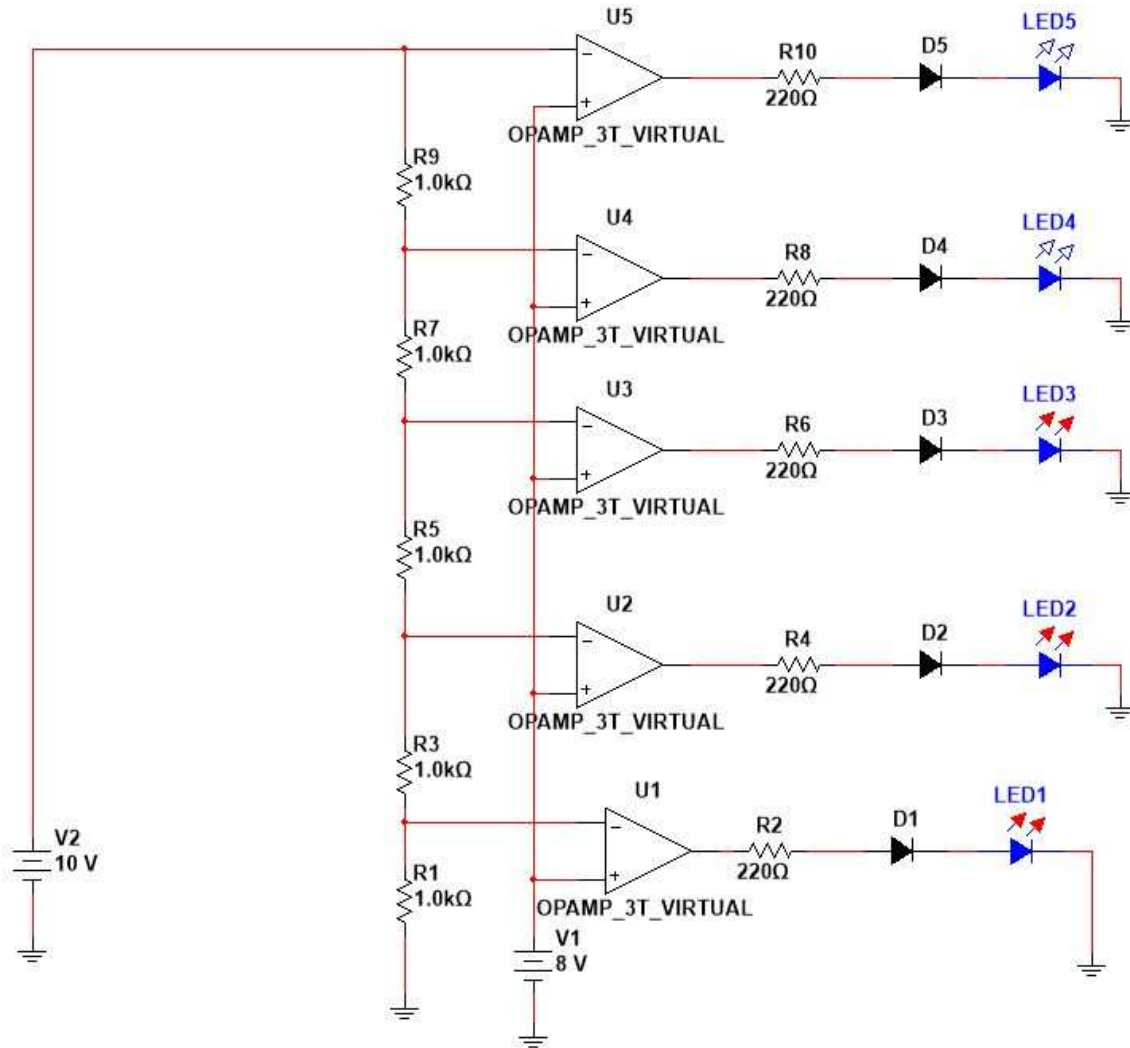 U5
LED5
R10
D5
−
+
220Ω
OPAMP_3T_VIRTUAL
R9
1.0kΩ
U4
LED4
R8
D4
−
+
220Ω
OPAMP_3T_VIRTUAL
R7
1.0kΩ
U3
LED3
R6
D3
−
+
220Ω
OPAMP_3T_VIRTUAL
R5
1.0kΩ
U2
LED2
R4
D2
−
+
220Ω
OPAMP_3T_VIRTUAL
R3
1.0kΩ
U1
LED1
R2
D1
−
+
220Ω
OPAMP_3T_VIRTUAL
V2
10 V
R1
1.0kΩ
V1
8 V